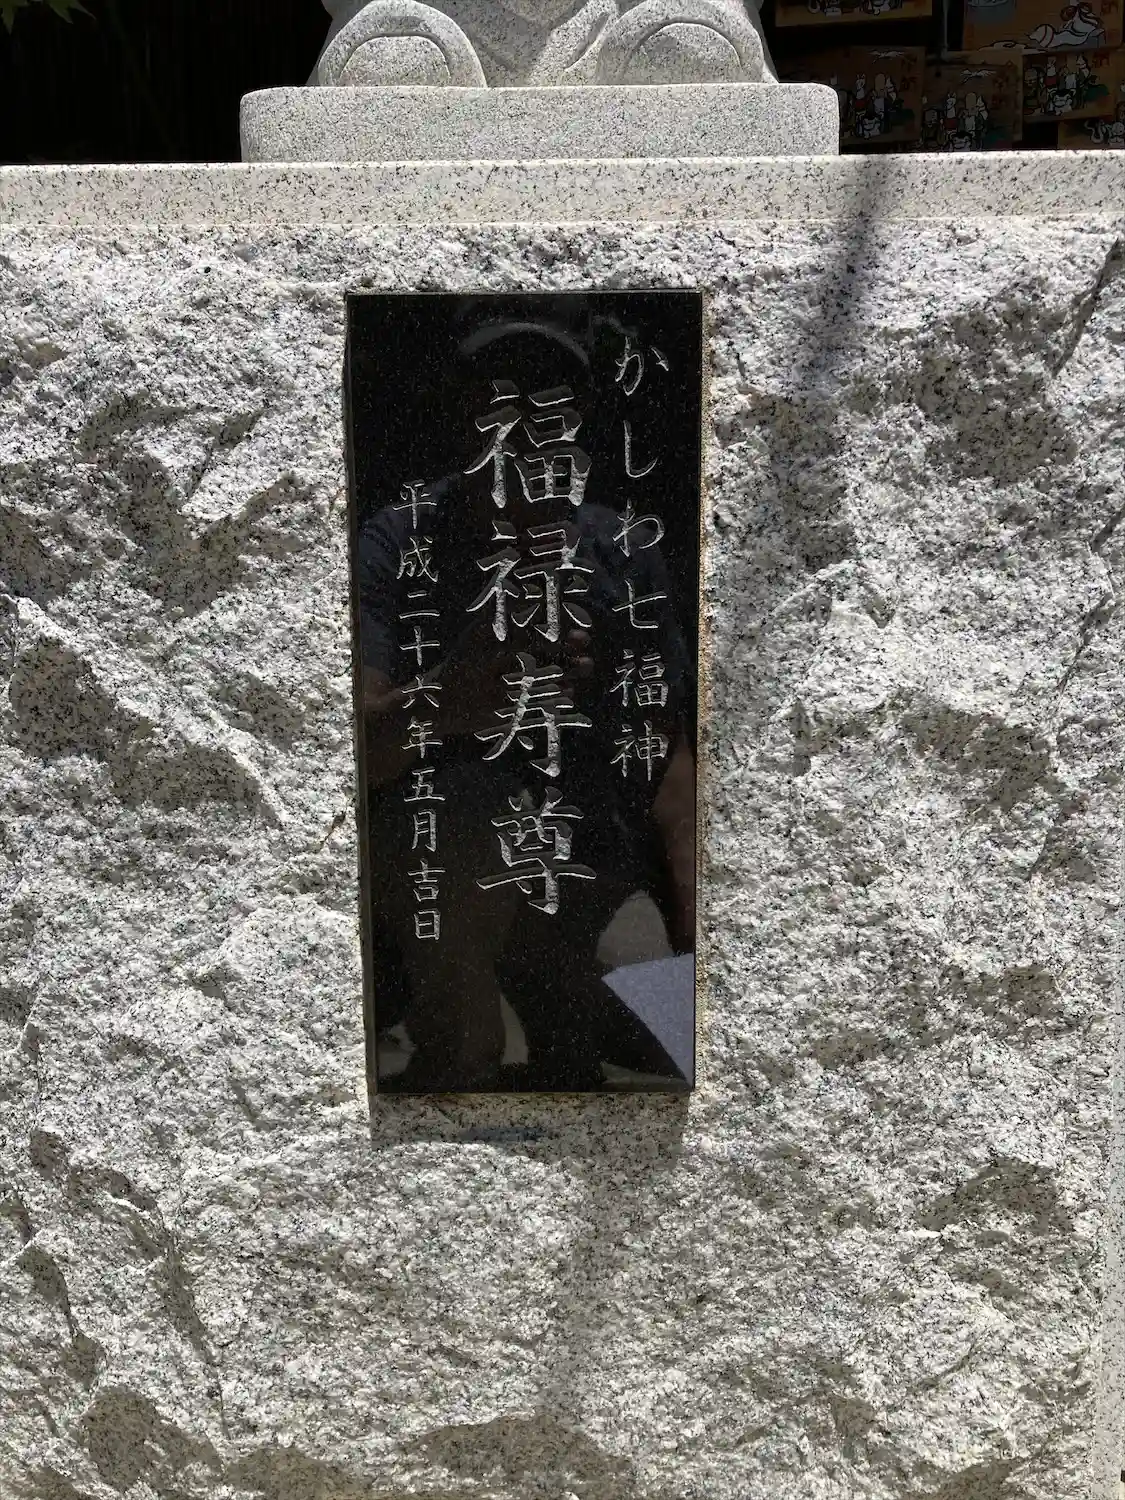 かしわ七福神
福禄寿尊
平成二十六年五月吉日